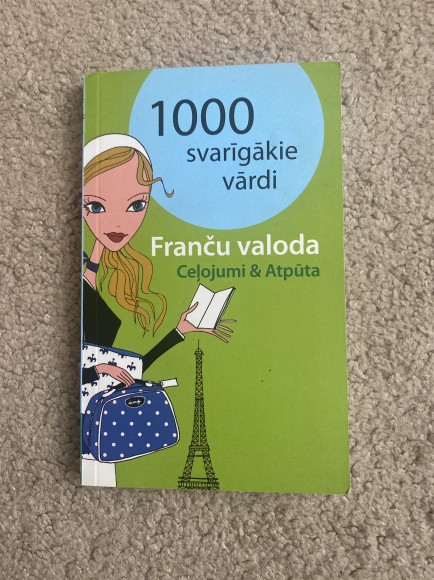 1000
svarīgākie
vārdi
Franču valoda
Ceļojumi & Atpūta